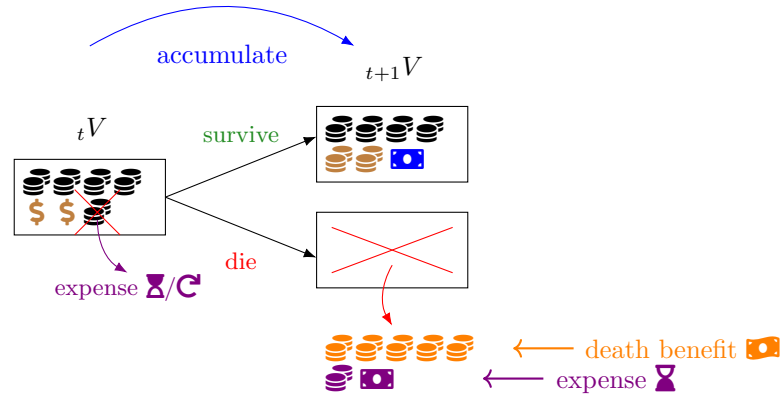 accumulate
t+1V
tV
survive
$ $
die
expense /
death benefit
expense